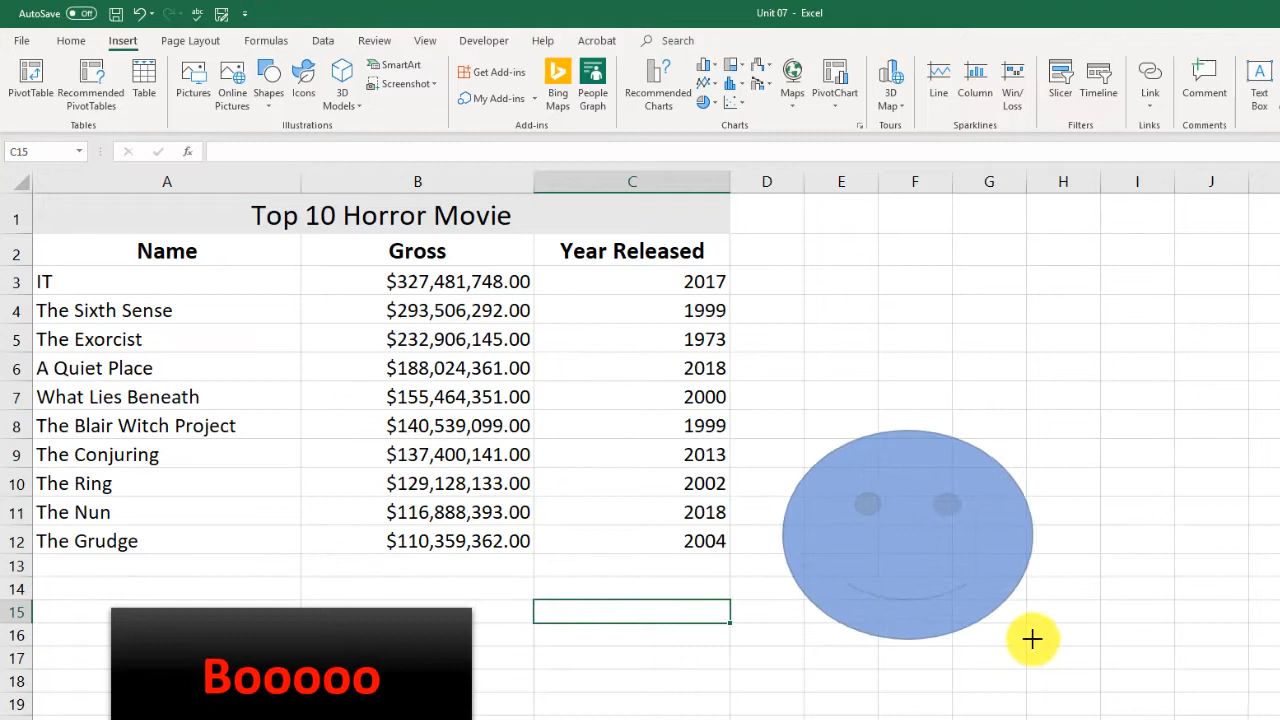 AutoSave Off
Unit 07 - Excel
File Home Insert Page Layout Formulas Data Review View Developer Help Acrobat Search
PivotTable
Recommended
PivotTables
Table
Tables
Pictures
Online
Pictures
Shapes
Icons
3D
Models
SmartArt
Screenshot
Illustrations
Get Add-ins
My Add-ins
Bing
Maps
People
Graph
Add-ins
Recommended
Charts
Maps
PivotChart
Charts
3D
Map
Tours
Line
Column
Win/
Loss
Sparklines
Slicer
Timeline
Filters
Link
Links
Comment
Comments
Text
Box
C15 fx
A B C D E F G H I J
1 Top 10 Horror Movie
2 Name Gross Year Released
3 IT $327,481,748.00 2017
4 The Sixth Sense $293,506,292.00 1999
5 The Exorcist $232,906,145.00 1973
6 A Quiet Place $188,024,361.00 2018
7 What Lies Beneath $155,464,351.00 2000
8 The Blair Witch Project $140,539,099.00 1999
9 The Conjuring $137,400,141.00 2013
10 The Ring $129,128,133.00 2002
11 The Nun $116,888,393.00 2018
12 The Grudge $110,359,362.00 2004
13
14
15
16
17
18
19
Booooo